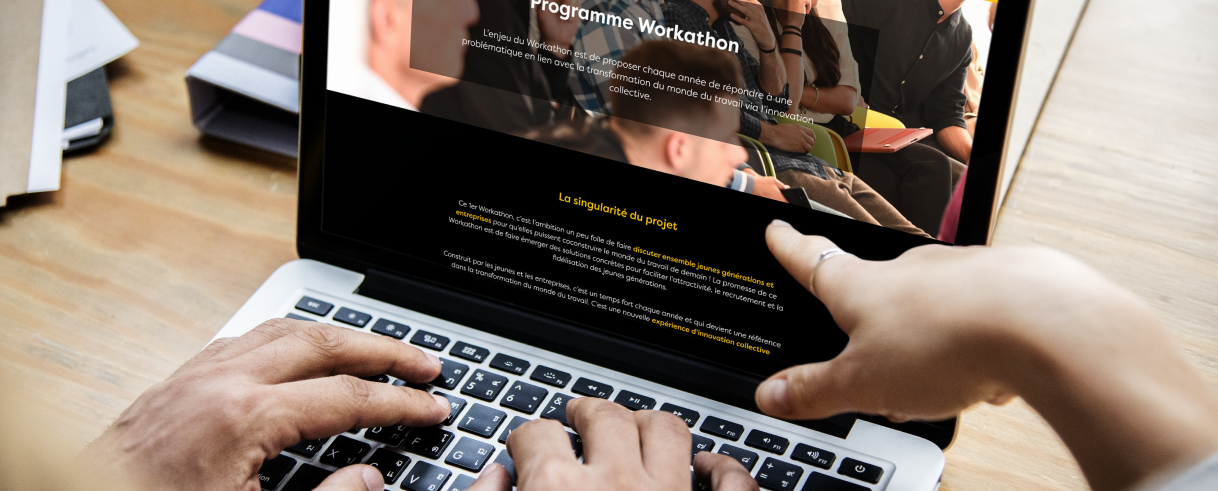 Programme Workathon
L'enjeu du Workathon est de proposer chaque année de répondre à une
problématique en lien avec la transformation du monde du travail via l'innovation
collective.
La singularité du projet
Ce 1er Workathon, c'est l'ambition un peu folle de faire discuter ensemble jeunes générations et
entreprises pour qu'elles puissent coconstruire le monde du travail de demain ! La promesse de ce
Workathon est de faire émerger des solutions concrètes pour faciliter l'attractivité, le recrutement et la
fidélisation des jeunes générations.
Construit par les jeunes et les entreprises, c'est un temps fort chaque année et qui devient une référence
dans la transformation du monde du travail. C'est une nouvelle expérience d'innovation collective
esc
% 5
^ 6
& 7
T
F
G
X
C
V